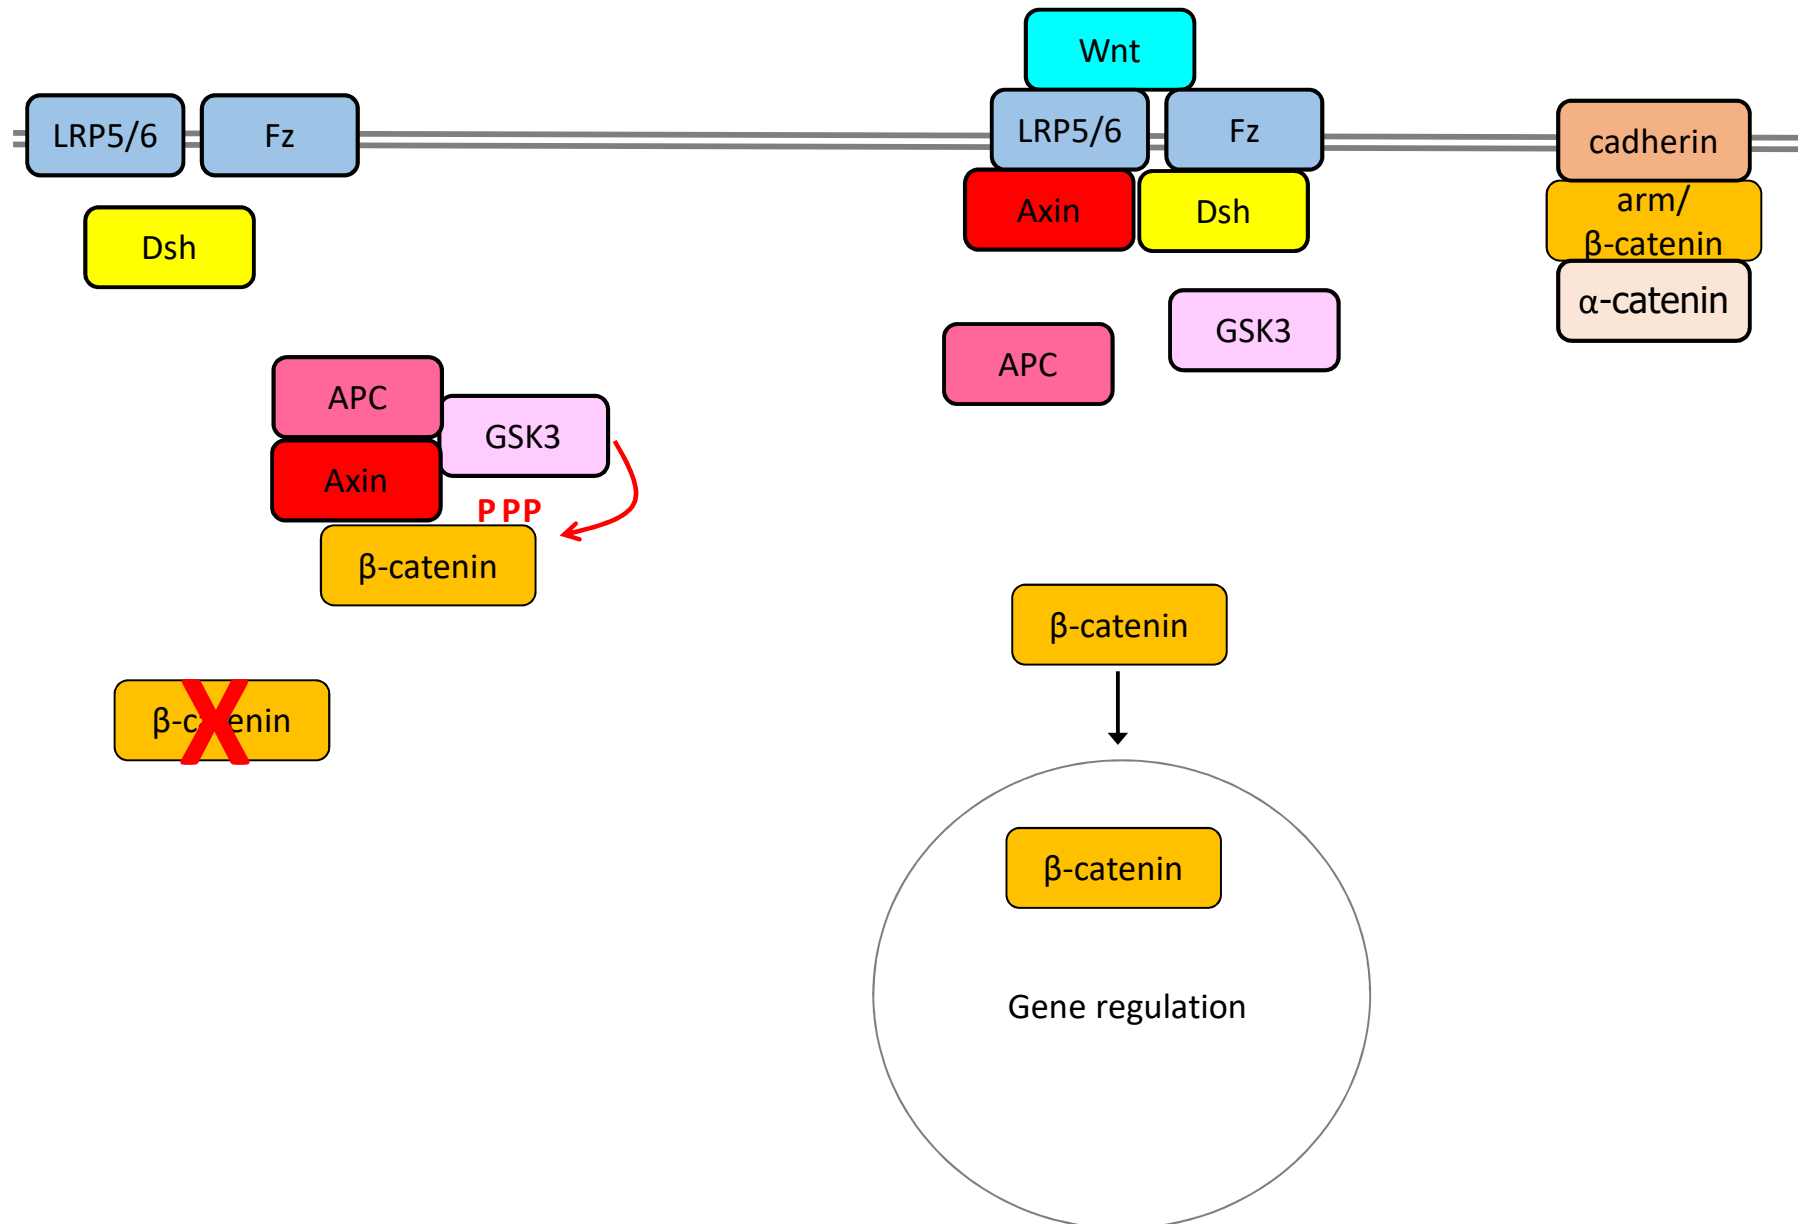 Wnt
LRP5/6
Fz
LRP5/6
Fz
cadherin
Dsh
Axin
Dsh
arm/
β-catenin
α-catenin
APC
GSK3
APC
GSK3
Axin
P PP
β-catenin
β-catenin
β-catenin
X
β-catenin
Gene regulation